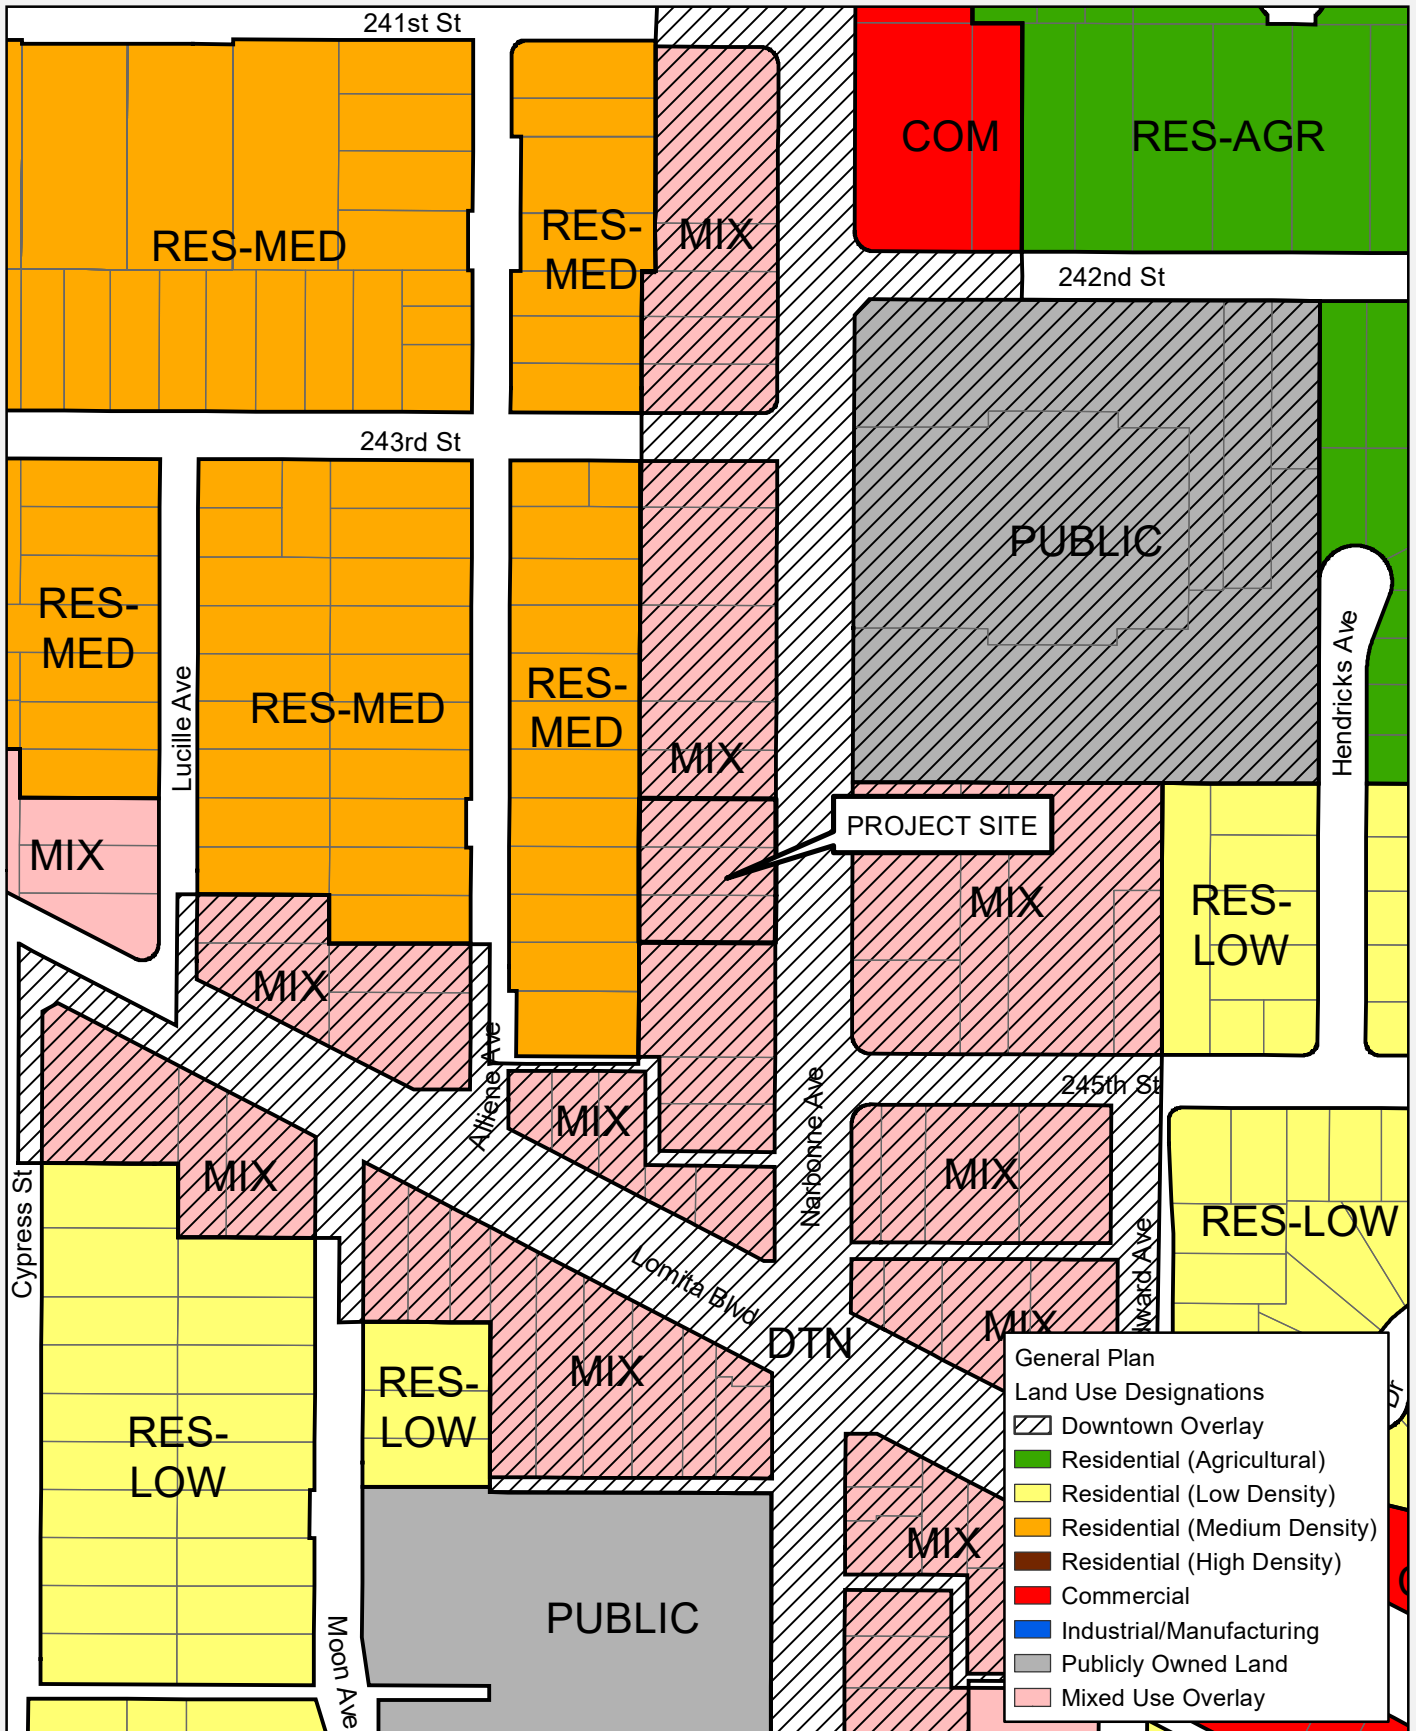 241st St
COM
RES-AGR
RES-MED
RES-
MED
MIX
242nd St
243rd St
PUBLIC
RES-
MED
Lucille Ave
RES-MED
RES-
MED
MIX
Hendricks Ave
PROJECT SITE
MIX
MIX
RES-
LOW
MIX
Alliene Ave
245th St
MIX
Narbonne Ave
MIX
MIX
Cypress St
RES-LOW
Lomita Blvd
DTN
MIX
RES-
LOW
MIX
RES-
LOW
Dr
MIX
PUBLIC
Moon Ave
General Plan
Land Use Designations
Downtown Overlay
Residential (Agricultural)
Residential (Low Density)
Residential (Medium Density)
Residential (High Density)
Commercial
Industrial/Manufacturing
Publicly Owned Land
Mixed Use Overlay